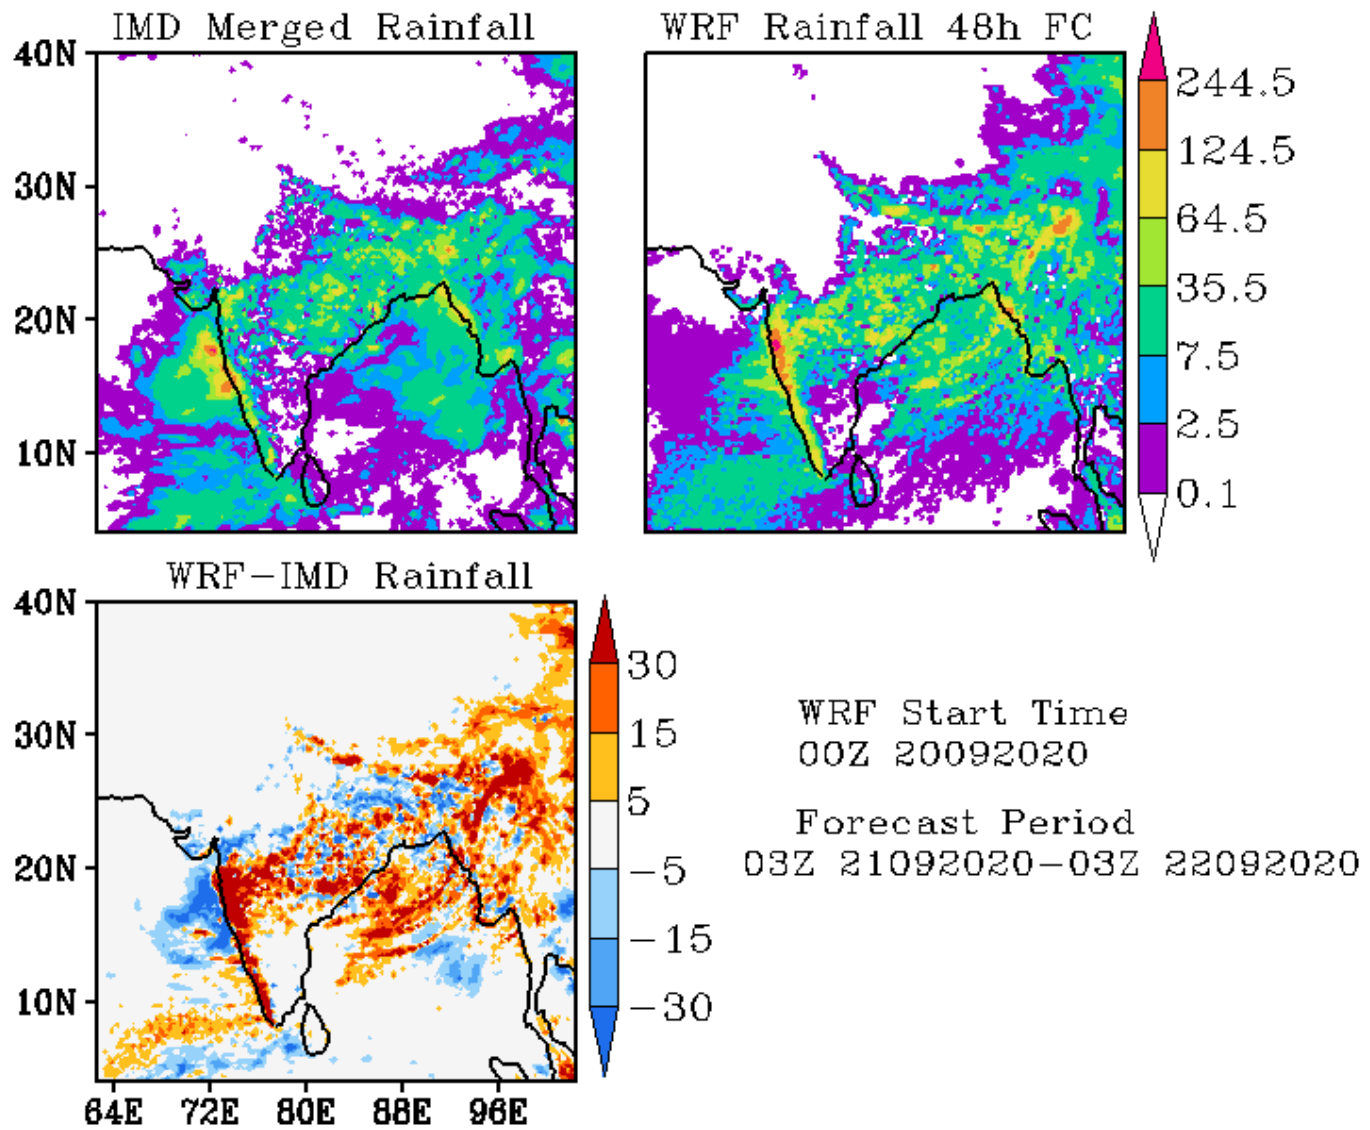 IMD Merged Rainfall
WRF Rainfall 48h FC
40N
30N
20N
10N
244.5
124.5
64.5
35.5
7.5
2.5
0.1
WRF-IMD Rainfall
40N
30N
20N
10N
64E 72E 80E 88E 96E
30
15
5
-5
-15
-30
WRF Start Time
00Z 20092020
Forecast Period
03Z 21092020-03Z 22092020